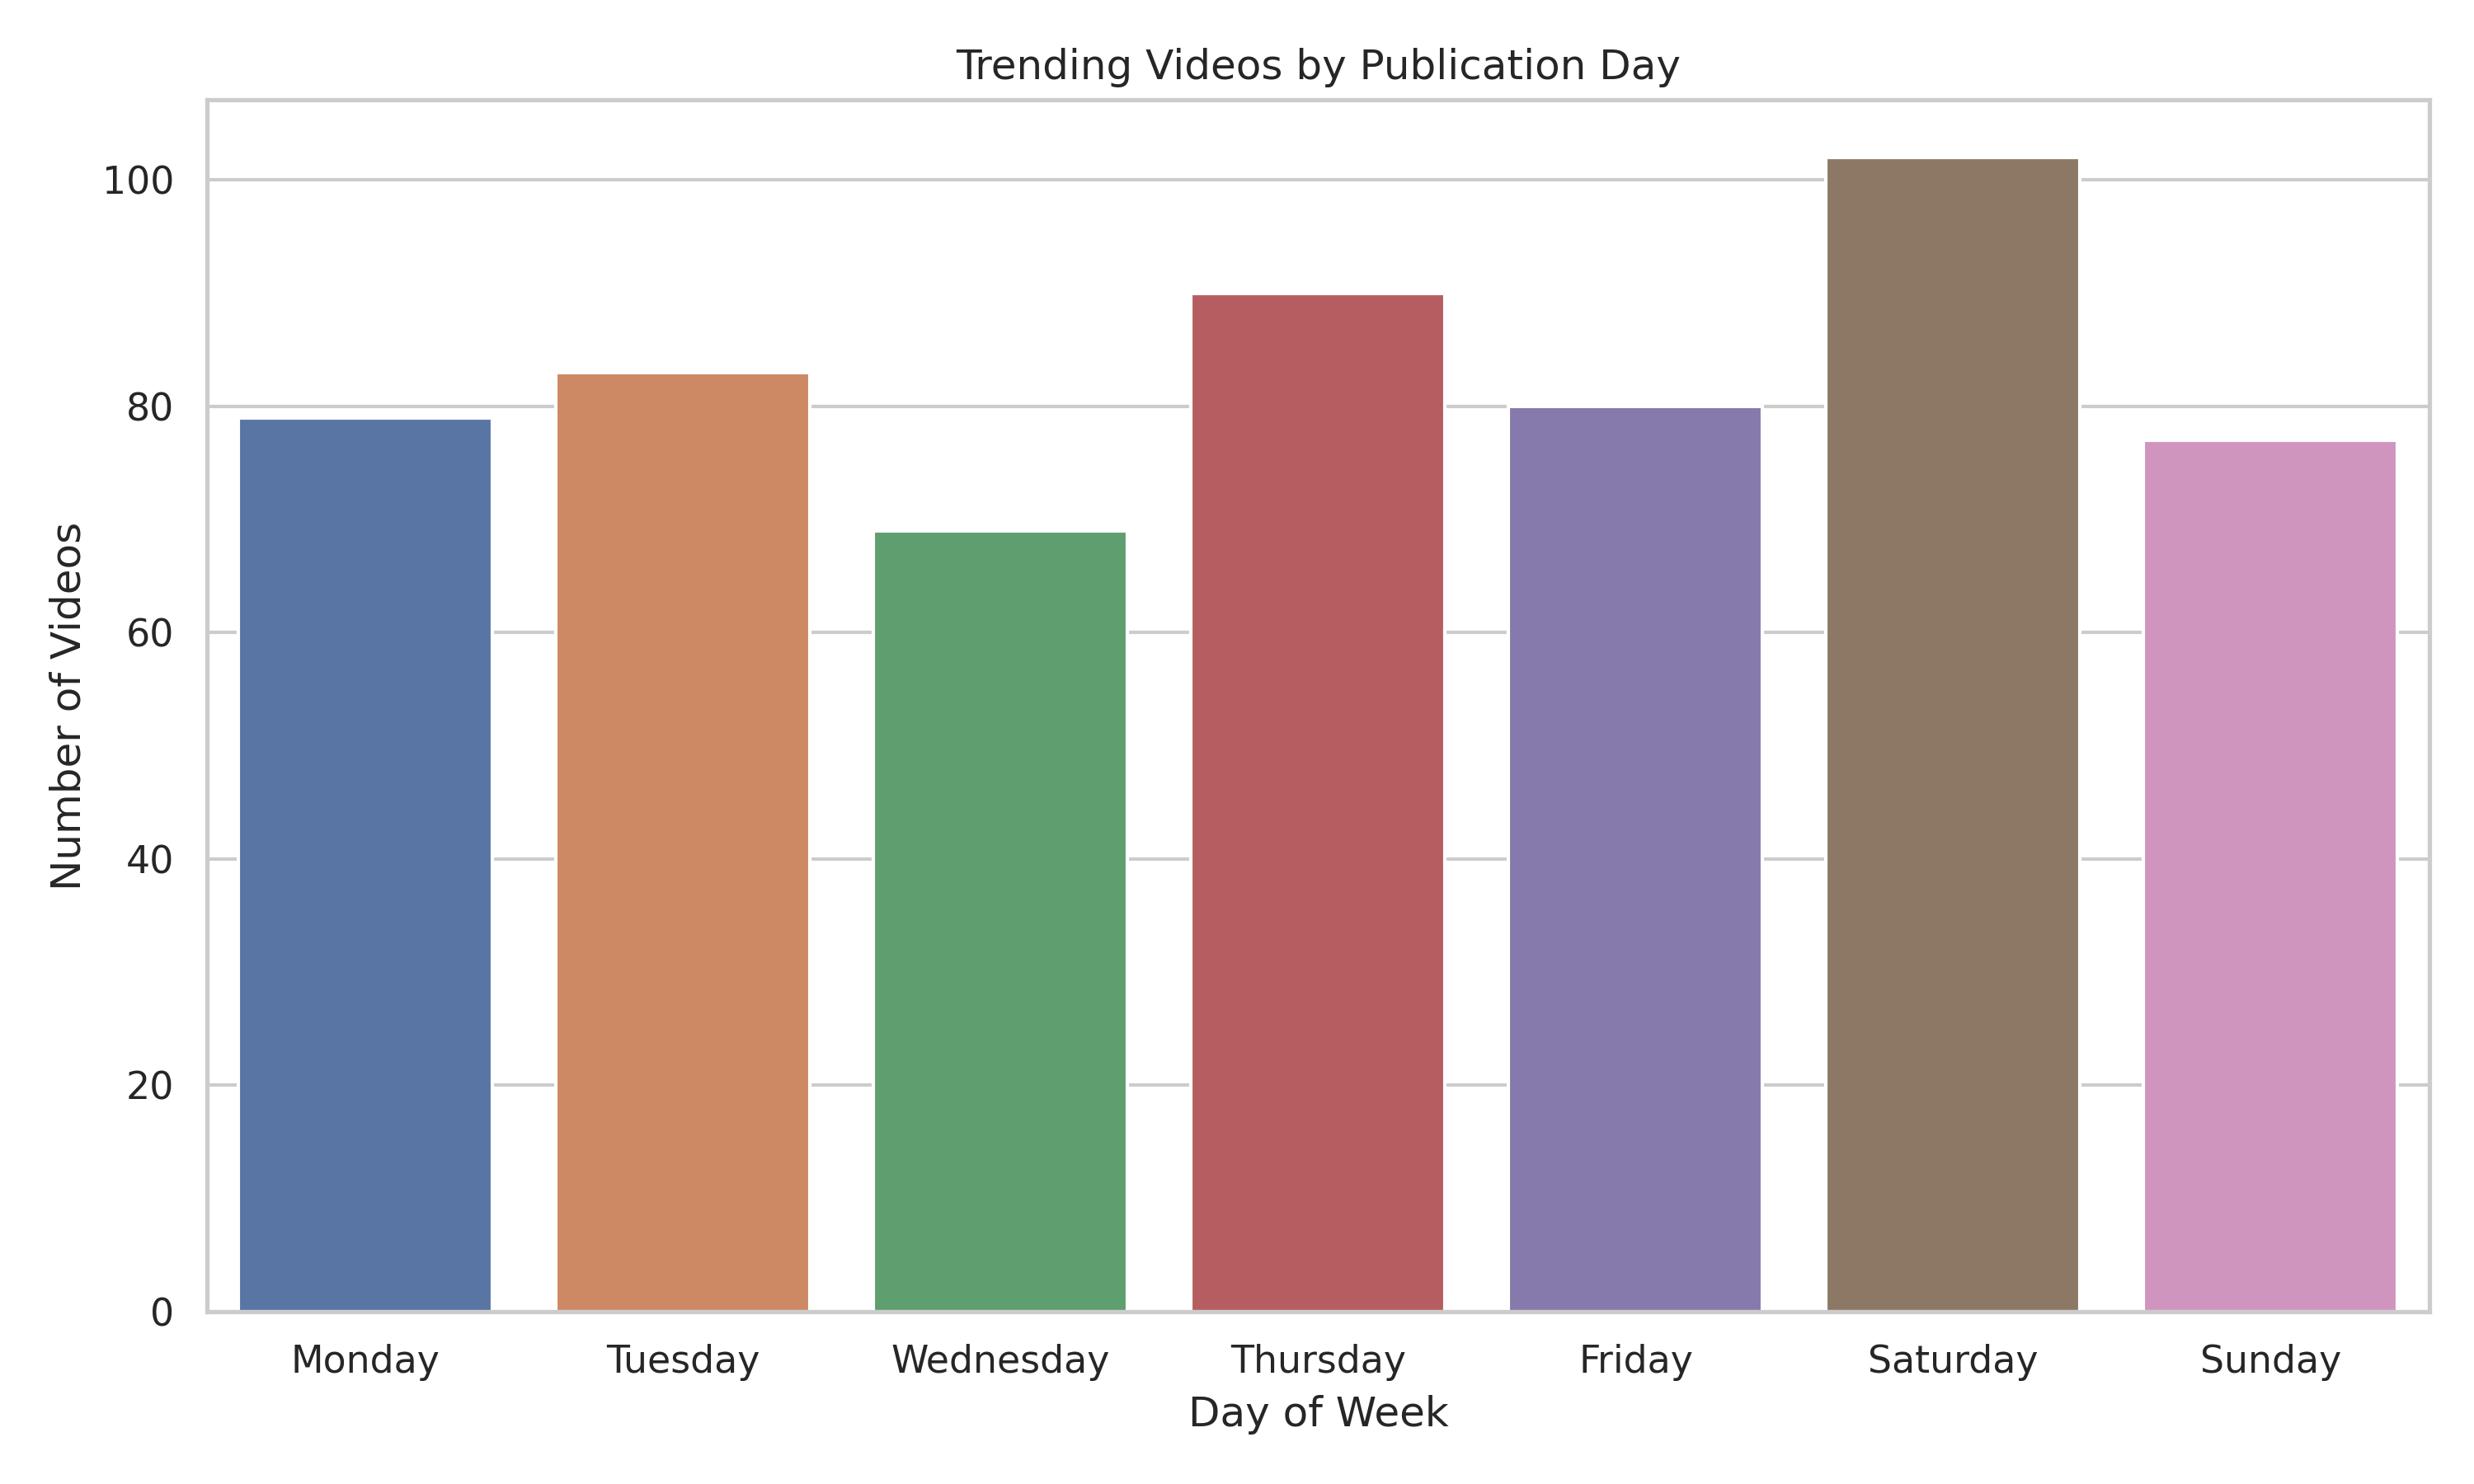 Trending Videos by Publication Day
Number of Videos
100
80
60
40
20
0
Monday Tuesday Wednesday Thursday Friday Saturday Sunday
Day of Week